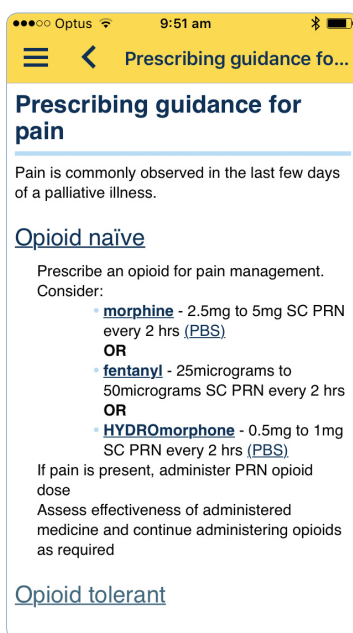 Optus 9:51 am
Prescribing guidance fo...
Prescribing guidance for
pain
Pain is commonly observed in the last few days
of a palliative illness.
Opioid naïve
Prescribe an opioid for pain management.
Consider:
• morphine - 2.5mg to 5mg SC PRN
every 2 hrs (PBS)
OR
• fentanyl - 25micrograms to
50micrograms SC PRN every 2 hrs
OR
• HYDROmorphone - 0.5mg to 1mg
SC PRN every 2 hrs (PBS)
If pain is present, administer PRN opioid
dose
Assess effectiveness of administered
medicine and continue administering opioids
as required
Opioid tolerant